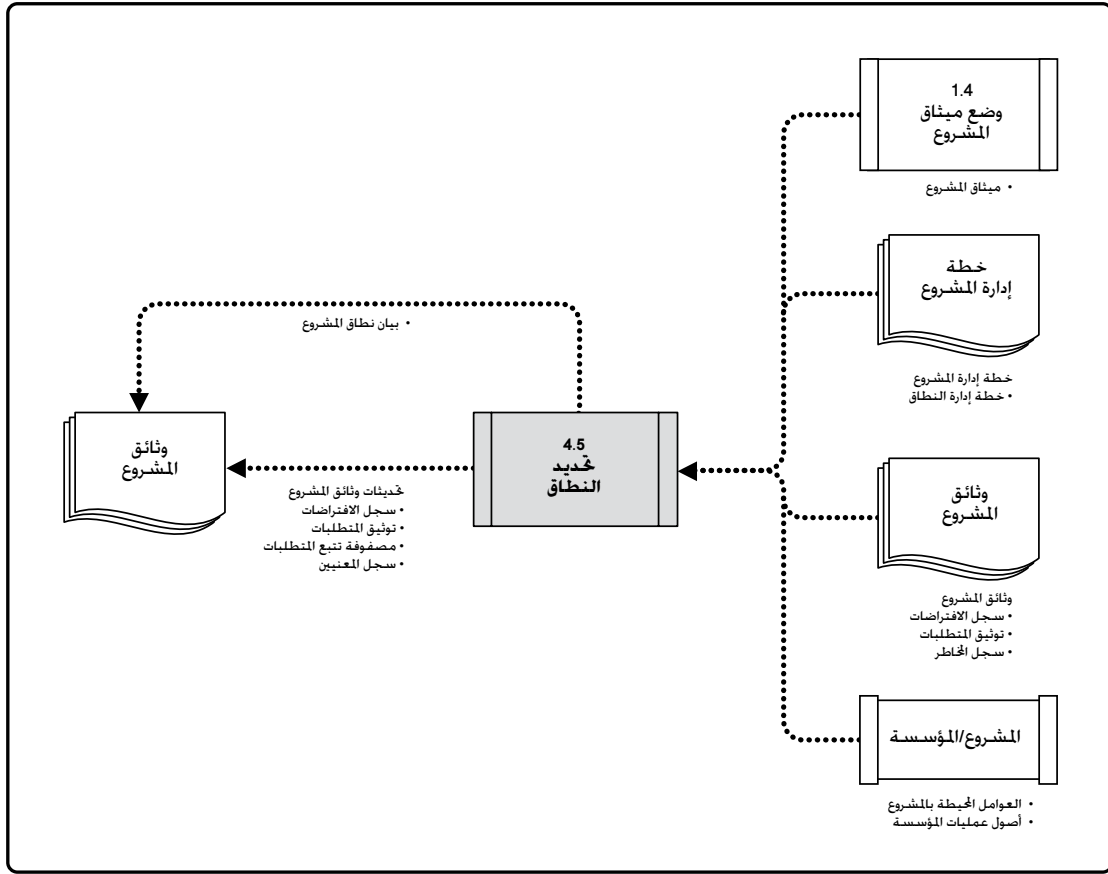 1.4
وضع ميثاق
المشروع
• ميثاق المشروع
خطة
إدارة المشروع
خطة إدارة المشروع
• خطة إدارة النطاق
وثائق
المشروع
وثائق المشروع
• سجل الافتراضات
• توثيق المتطلبات
• سجل المخاطر
المشروع/المؤسسة
• العوامل المحيطة بالمشروع
• أصول عمليات المؤسسة
4.5
تحديد
النطاق
• بيان نطاق المشروع
وثائق
المشروع
تحديثات وثائق المشروع
• سجل الافتراضات
• توثيق المتطلبات
• مصفوفة تتبع المتطلبات
• سجل المعنيين